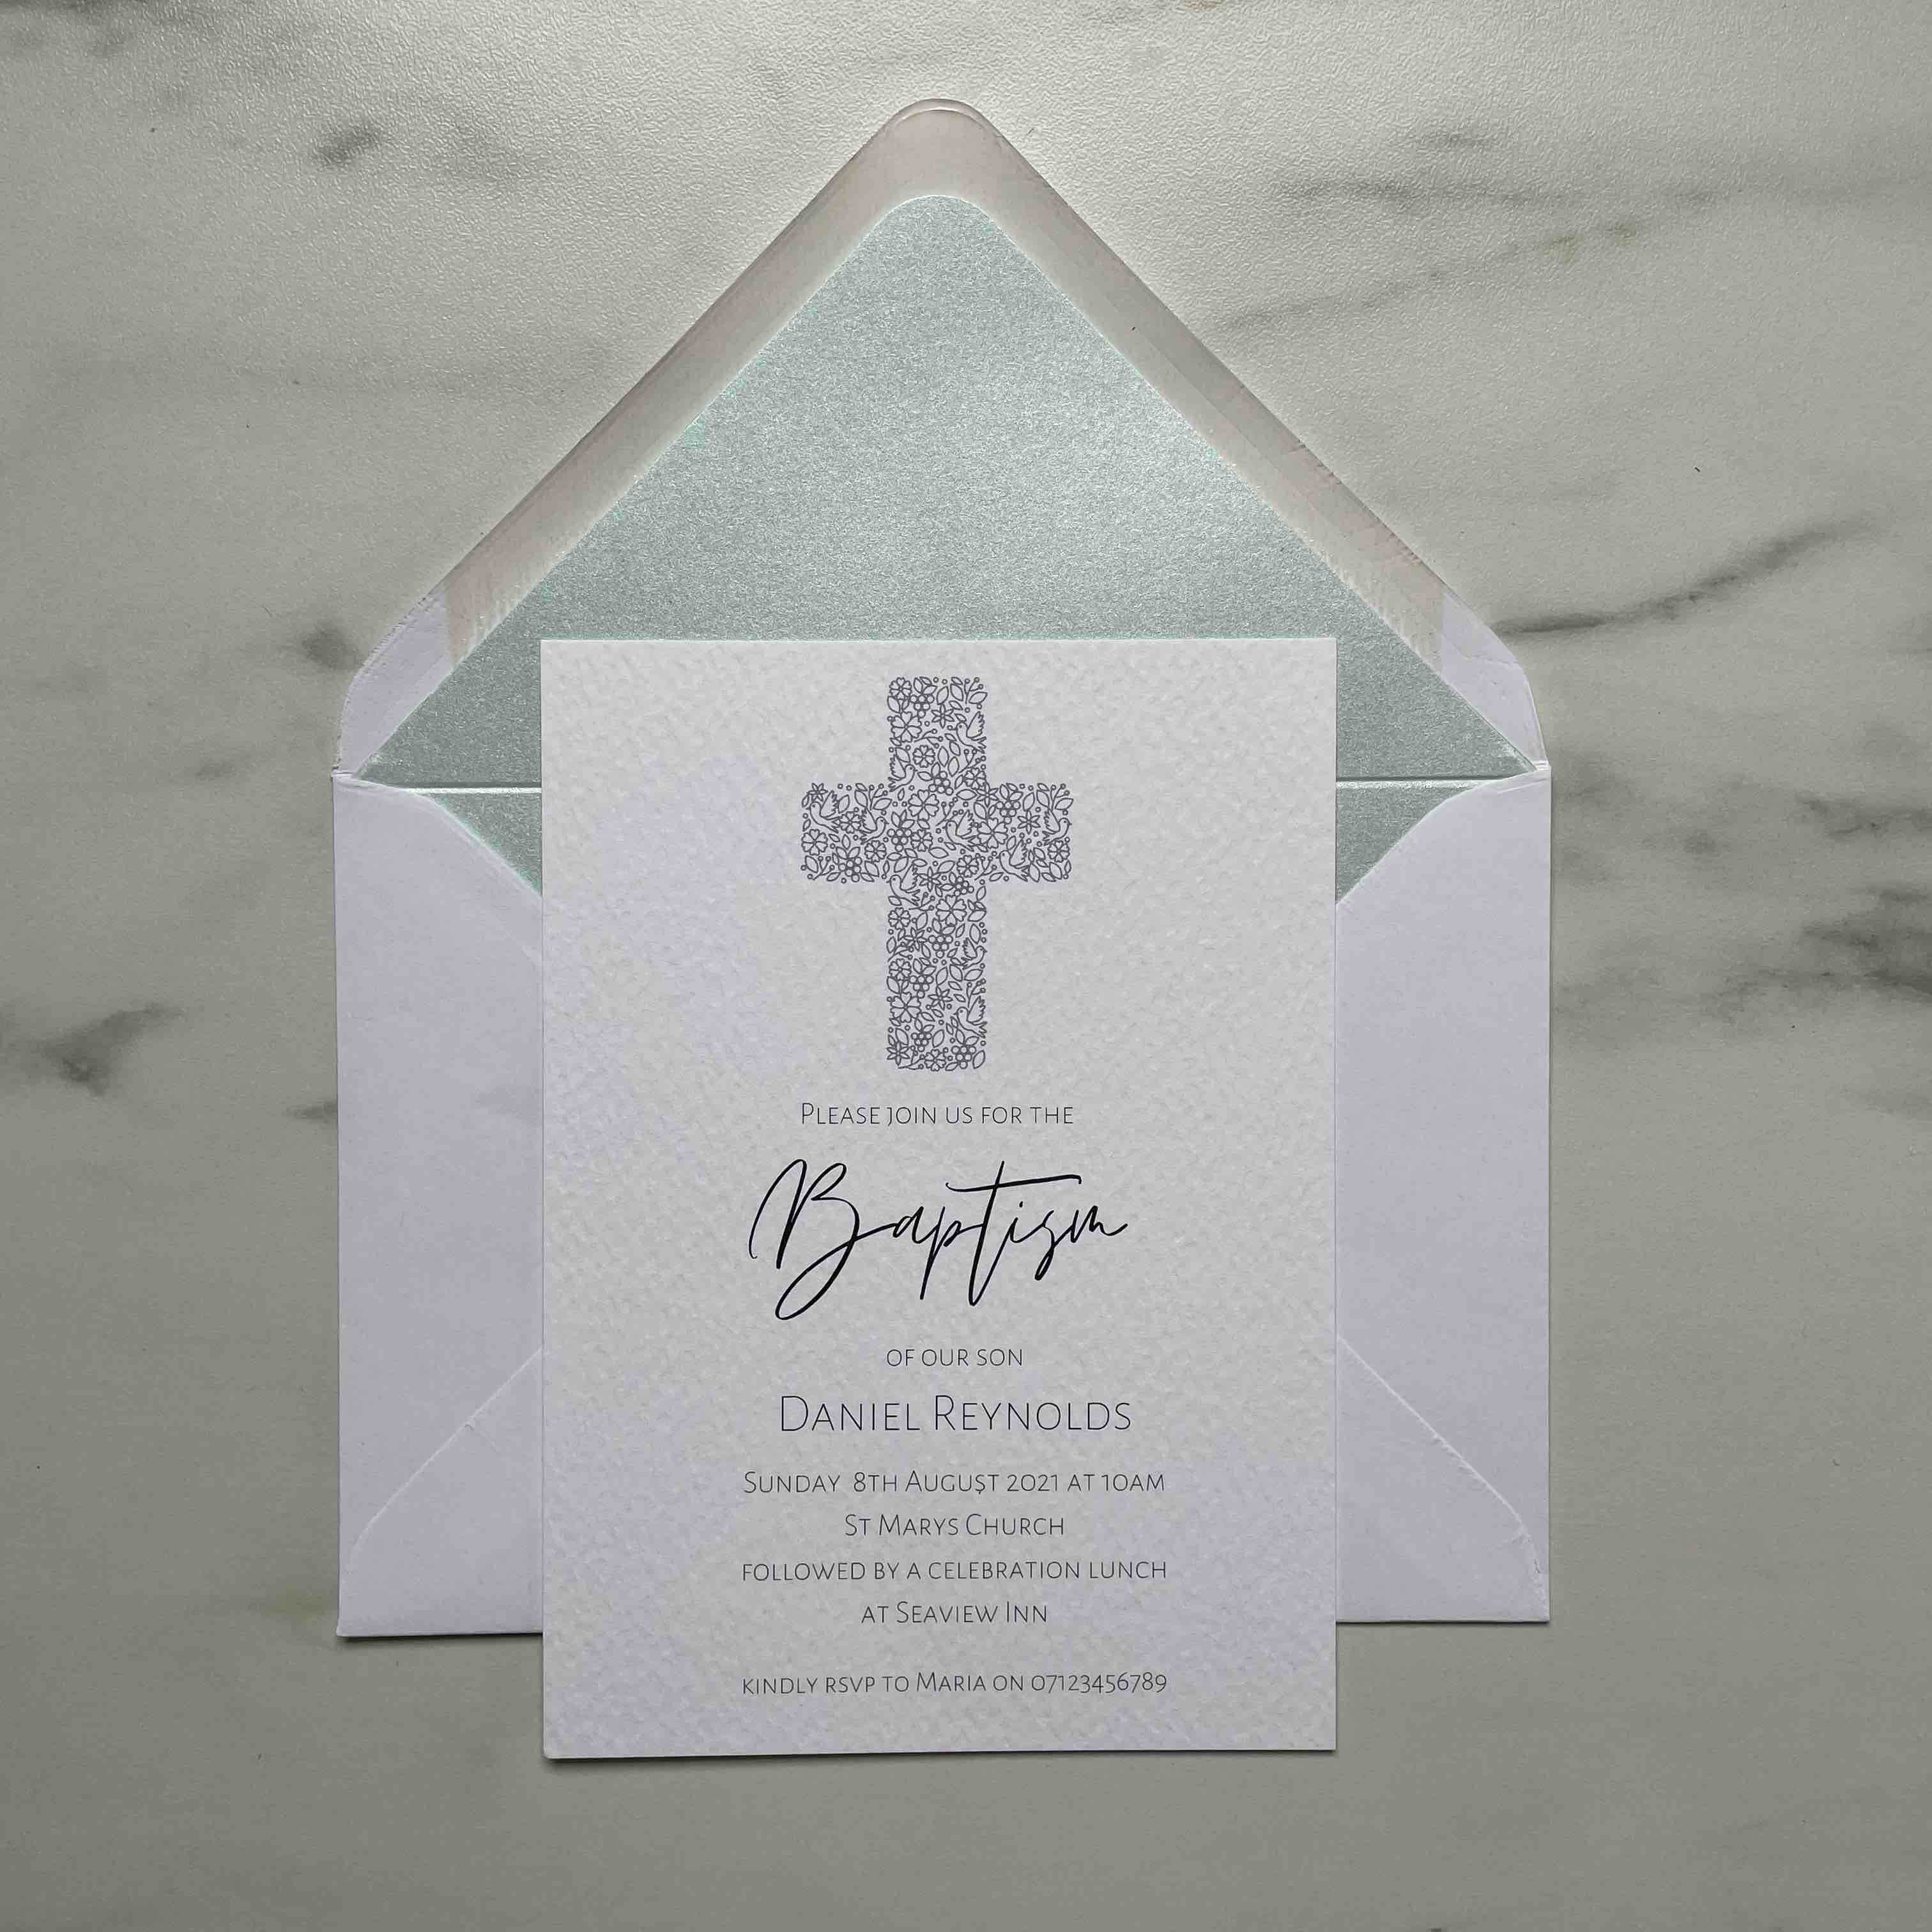 Please join us for the
Baptism
of our son
Daniel Reynolds
Sunday 8th August 2021 at 10am
St Marys Church
followed by a celebration lunch
at Seaview Inn
kindly rsvp to Maria on 07123456789